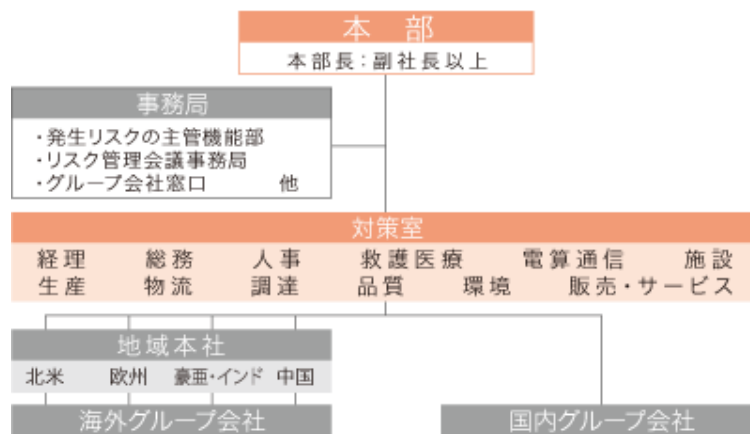 本部
本部長：副社長以上
事務局
・発生リスクの主管機能部
・リスク管理会議事務局
・グループ会社窓口 他
対策室
経理 総務 人事 救護医療 電算通信 施設
生産 物流 調達 品質 環境 販売・サービス
地域本社
北米 欧州 豪亜・インド 中国
海外グループ会社 国内グループ会社